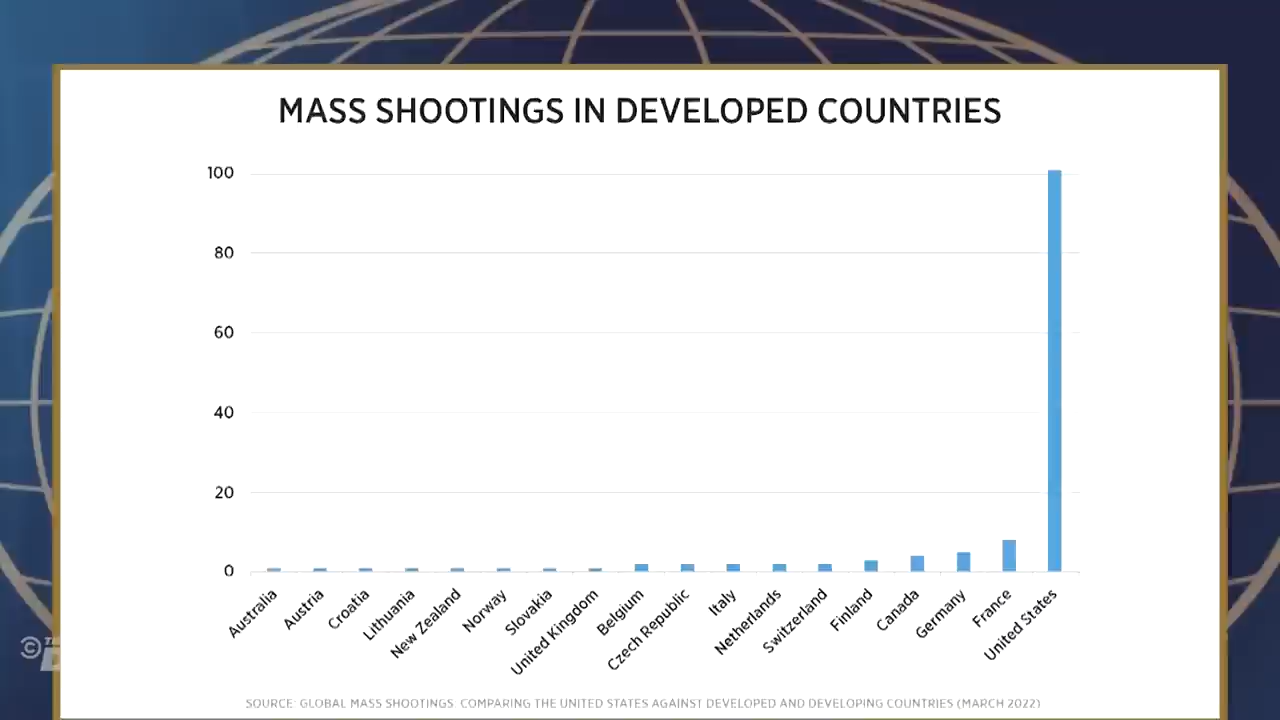 MASS SHOOTINGS IN DEVELOPED COUNTRIES
100
80
60
40
20
0
Australia
Austria
Croatia
Lithuania
New Zealand
Norway
Slovakia
United Kingdom
Belgium
Czech Republic
Italy
Netherlands
Switzerland
Finland
Canada
Germany
France
United States
SOURCE: GLOBAL MASS SHOOTINGS: COMPARING THE UNITED STATES AGAINST DEVELOPED AND DEVELOPING COUNTRIES (MARCH 2022)